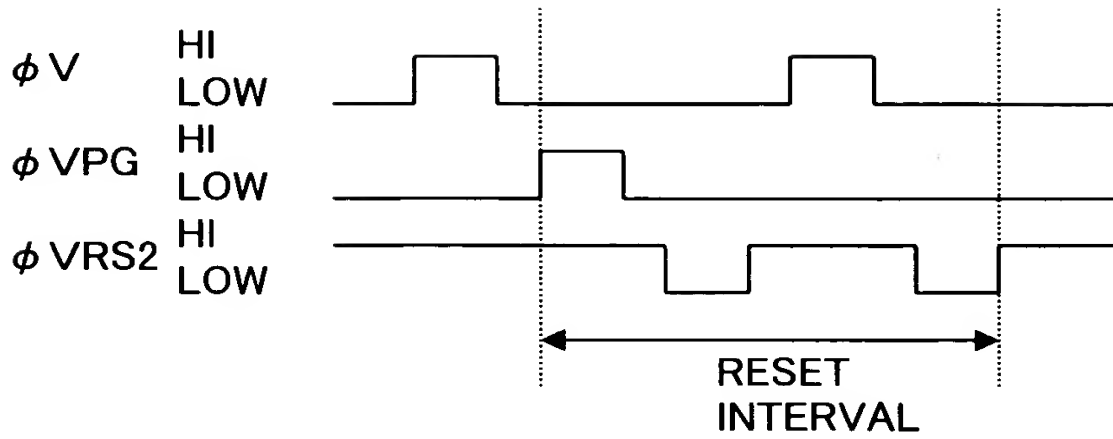 φV HI
LOW
φVPG HI
LOW
φVRS2 HI
LOW
RESET
INTERVAL